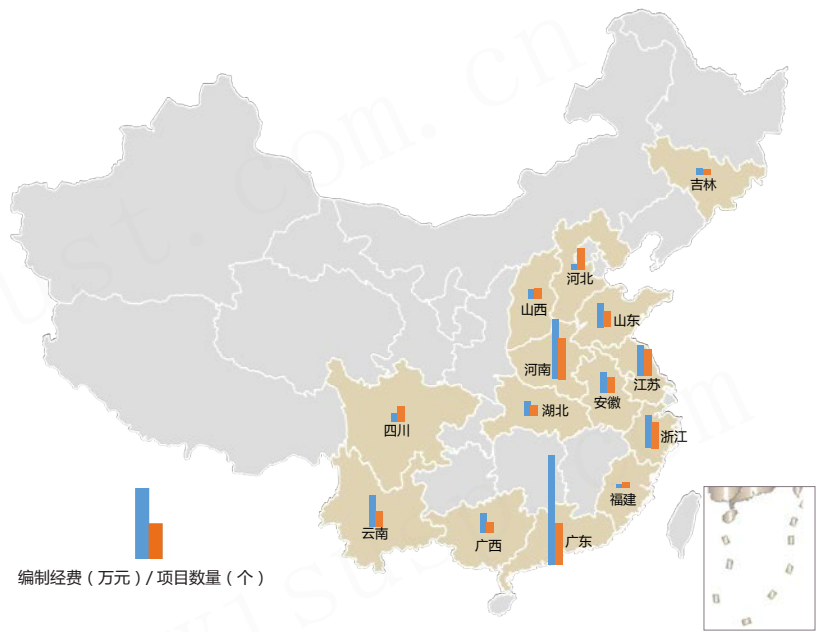 吉林
河北
山西
山东
河南
江苏
安徽
湖北
四川
浙江
福建
云南
广西
广东
编制经费（万元）/ 项目数量（个）